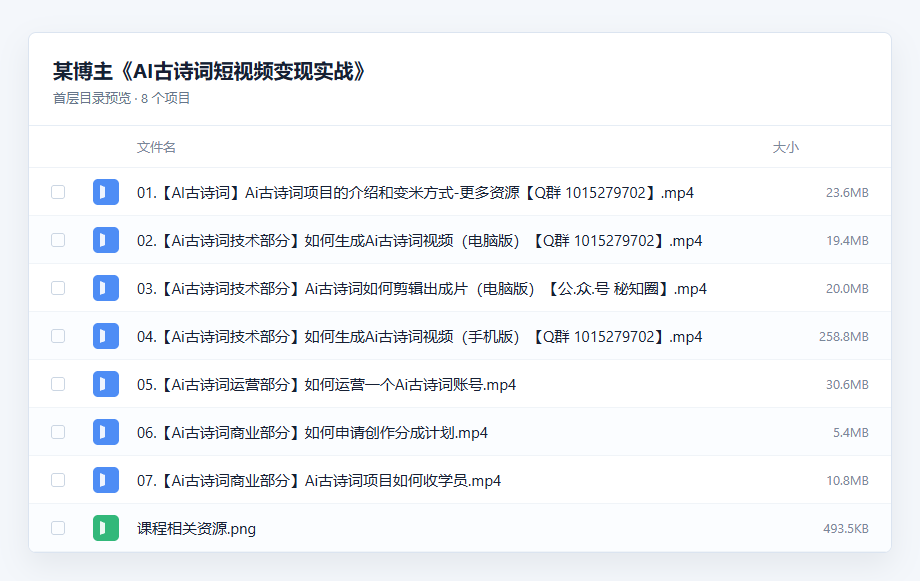 某博主《AI古诗词短视频变现实战》
首层目录预览 · 8 个项目
文件名 大小
01.【AI古诗词】Ai古诗词项目的介绍和变米方式-更多资源【Q群 1015279702】.mp4 23.6MB
02.【Ai古诗词技术部分】如何生成Ai古诗词视频（电脑版）【Q群 1015279702】.mp4 19.4MB
03.【Ai古诗词技术部分】Ai古诗词如何剪辑出成片（电脑版）【公.众.号 秘知圈】.mp4 20.0MB
04.【Ai古诗词技术部分】如何生成Ai古诗词视频（手机版）【Q群 1015279702】.mp4 258.8MB
05.【Ai古诗词运营部分】如何运营一个Ai古诗词账号.mp4 30.6MB
06.【Ai古诗词商业部分】如何申请创作分成计划.mp4 5.4MB
07.【Ai古诗词商业部分】Ai古诗词项目如何收学员.mp4 10.8MB
课程相关资源.png 493.5KB